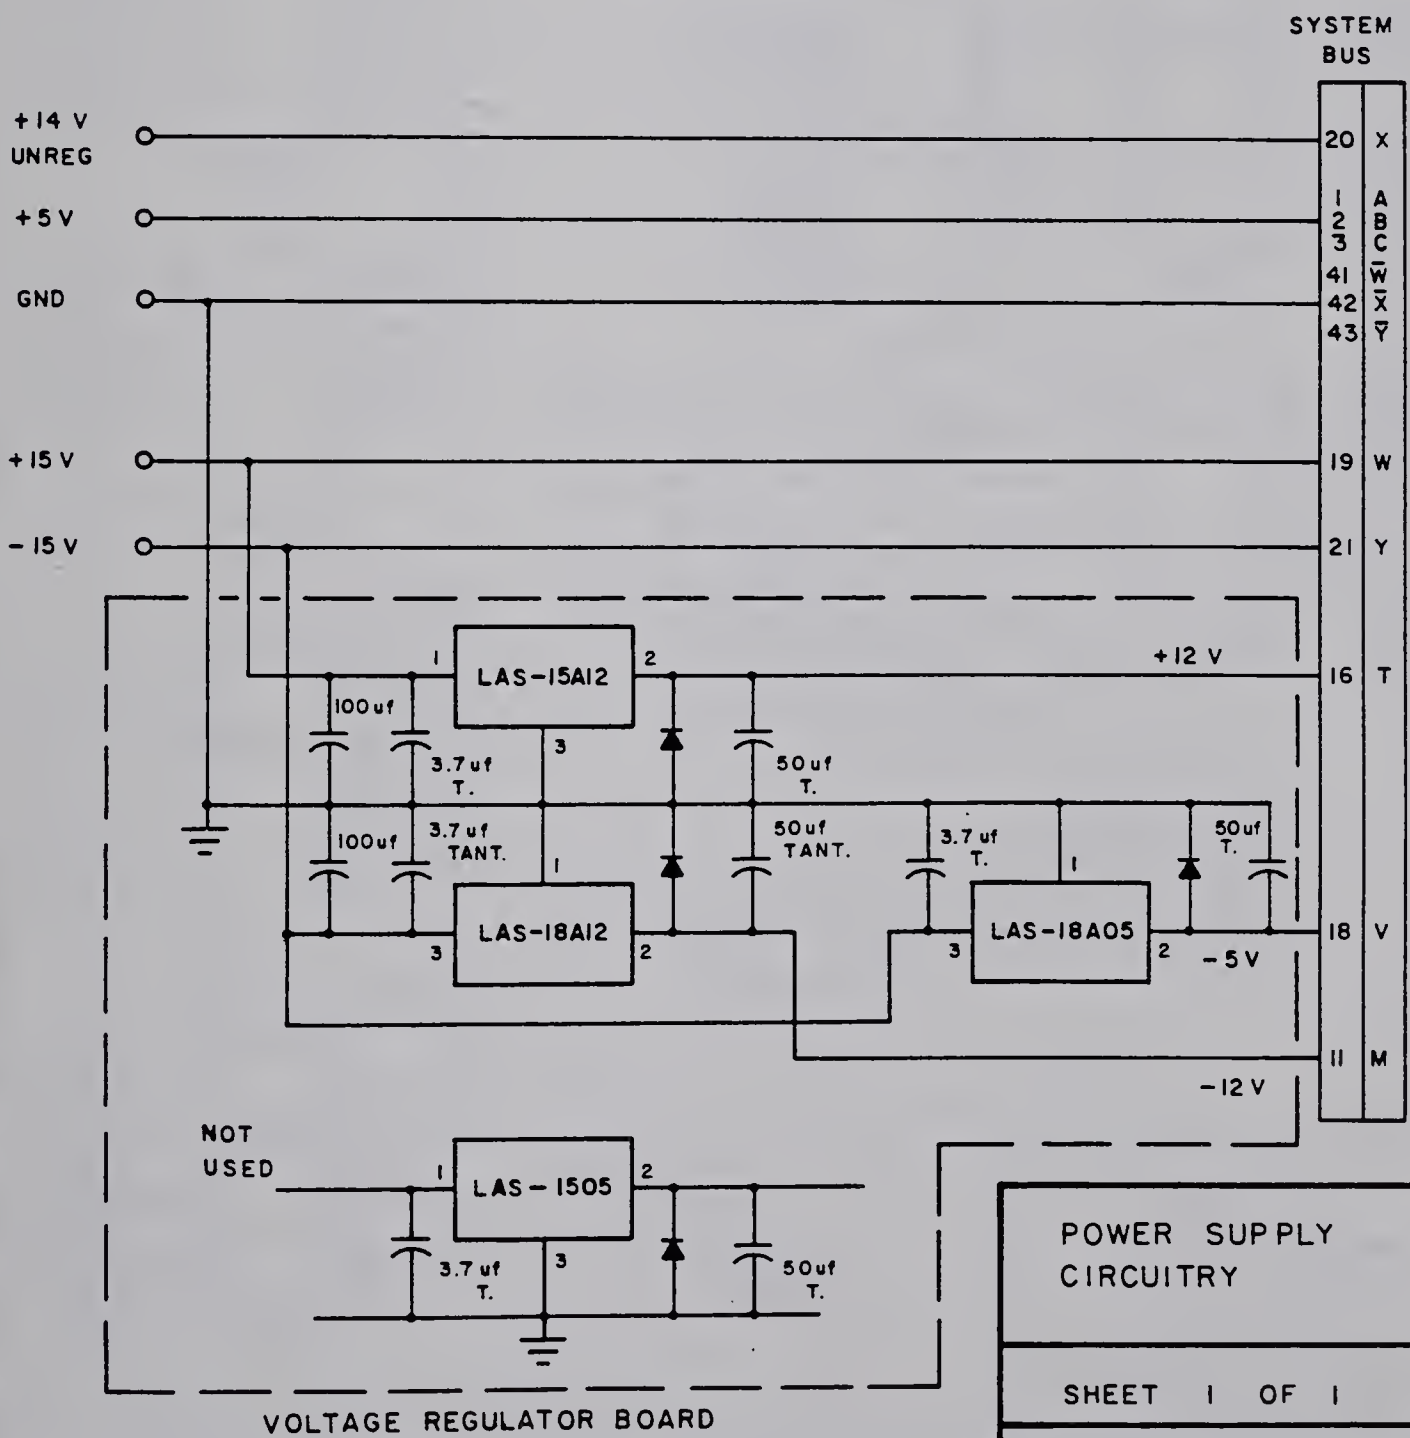 SYSTEM
BUS
+14 V
UNREG
20 X
+5 V
1 A
2 B
3 C
GND
41 W̅
42 X̅
43 Y̅
+15 V
19 W
-15 V
21 Y
1
LAS-15A12
2
3
+12 V
16 T
100uf
3.7uf
T.
50uf
T.
100uf
3.7uf
TANT.
1
50uf
TANT.
3.7uf
T.
1
50uf
T.
3
LAS-18A12
2
3
LAS-18A05
2
-5 V
18 V
11 M
-12 V
NOT
USED
1
LAS-1505
2
3
3.7uf
T.
50uf
T.
VOLTAGE REGULATOR BOARD
POWER SUPPLY
CIRCUITRY
SHEET 1 OF 1